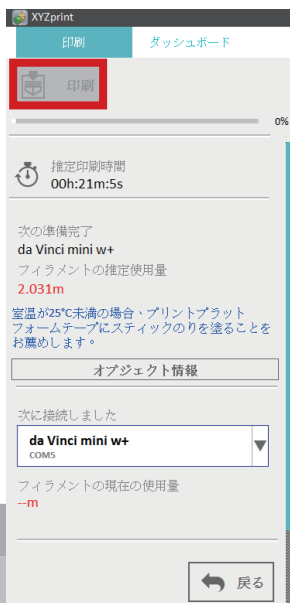 XYZprint
印刷 ダッシュボード
印刷
0%
推定印刷時間
00h:21m:5s
次の準備完了
da Vinci mini w+
フィラメントの推定使用量
2.031m
室温が25℃未満の場合、プリントプラット
フォームテープにスティックのりを塗ることを
お薦めします。
オブジェクト情報
次に接続しました
da Vinci mini w+
COM5
フィラメントの現在の使用量
--m
戻る